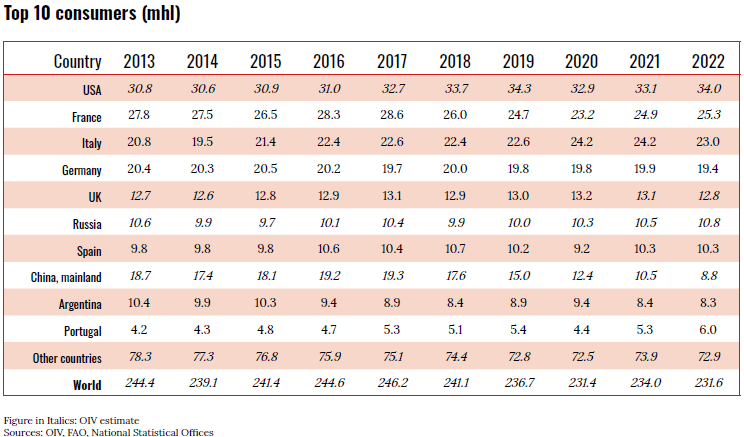 Top 10 consumers (mhl)
Country 2013 2014 2015 2016 2017 2018 2019 2020 2021 2022
USA 30.8 30.6 30.9 31.0 32.7 33.7 34.3 32.9 33.1 34.0
France 27.8 27.5 26.5 28.3 28.6 26.0 24.7 23.2 24.9 25.3
Italy 20.8 19.5 21.4 22.4 22.6 22.4 22.6 24.2 24.2 23.0
Germany 20.4 20.3 20.5 20.2 19.7 20.0 19.8 19.8 19.9 19.4
UK 12.7 12.6 12.8 12.9 13.1 12.9 13.0 13.2 13.1 12.8
Russia 10.6 9.9 9.7 10.1 10.4 9.9 10.0 10.3 10.5 10.8
Spain 9.8 9.8 9.8 10.6 10.4 10.7 10.2 9.2 10.3 10.3
China, mainland 18.7 17.4 18.1 19.2 19.3 17.6 15.0 12.4 10.5 8.8
Argentina 10.4 9.9 10.3 9.4 8.9 8.4 8.9 9.4 8.4 8.3
Portugal 4.2 4.3 4.8 4.7 5.3 5.1 5.4 4.4 5.3 6.0
Other countries 78.3 77.3 76.8 75.9 75.1 74.4 72.8 72.5 73.9 72.9
World 244.4 239.1 241.4 244.6 246.2 241.1 236.7 231.4 234.0 231.6
Figure in Italics: OIV estimate
Sources: OIV, FAO, National Statistical Offices